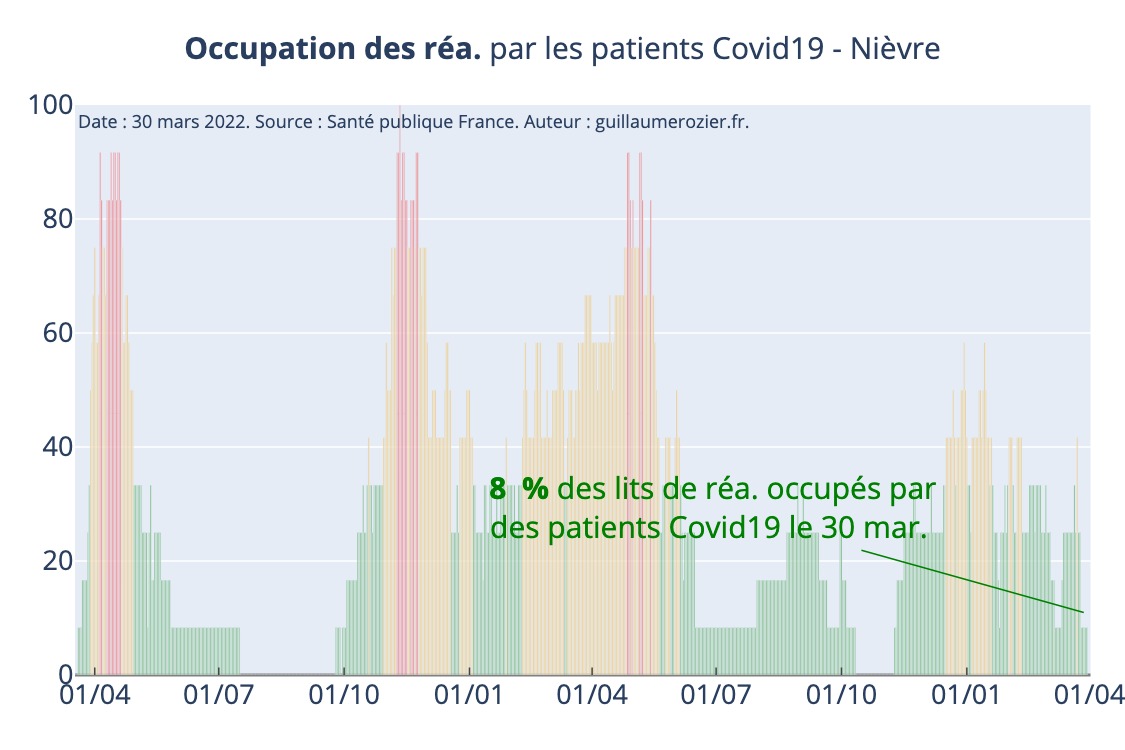 Occupation des réa. par les patients Covid19 - Nièvre
100
Date : 30 mars 2022. Source : Santé publique France. Auteur : guillaumerozier.fr.
80
60
40
8 % des lits de réa. occupés par
des patients Covid19 le 30 mar.
20
0
01/04 01/07 01/10 01/01 01/04 01/07 01/10 01/01 01/04